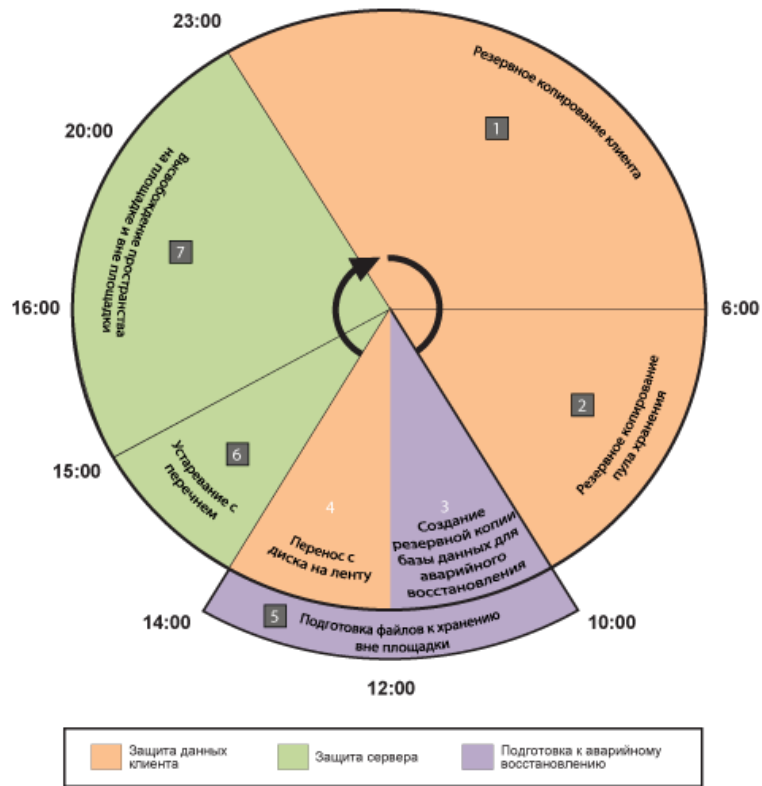 23:00
Резервное копирование клиента
1
20:00
Высвобождение пространства
на площадке и вне площадки
7
16:00
6:00
2
Резервное копирование
пула хранения
15:00
6
Устаревание с
перечнем
4
Перенос с
диска на ленту
3
Создание
резервной копии
базы данных для
аварийного
восстановления
14:00
5
Подготовка файлов к хранению
вне площадки
10:00
12:00
Защита данных
клиента
Защита сервера
Подготовка к аварийному
восстановлению